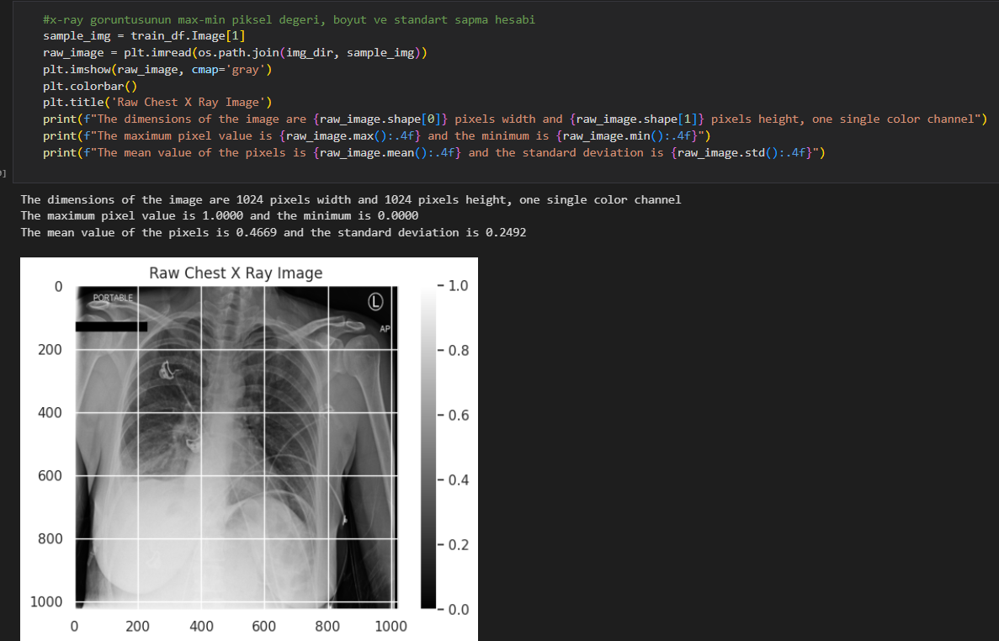 #x-ray goruntusunun max-min piksel degeri, boyut ve standart sapma hesabi
sample_img = train_df.Image[1]
raw_image = plt.imread(os.path.join(img_dir, sample_img))
plt.imshow(raw_image, cmap='gray')
plt.colorbar()
plt.title('Raw Chest X Ray Image')
print(f"The dimensions of the image are {raw_image.shape[0]} pixels width and {raw_image.shape[1]} pixels height, one single color channel")
print(f"The maximum pixel value is {raw_image.max():.4f} and the minimum is {raw_image.min():.4f}")
print(f"The mean value of the pixels is {raw_image.mean():.4f} and the standard deviation is {raw_image.std():.4f}")
]
The dimensions of the image are 1024 pixels width and 1024 pixels height, one single color channel
The maximum pixel value is 1.0000 and the minimum is 0.0000
The mean value of the pixels is 0.4669 and the standard deviation is 0.2492
Raw Chest X Ray Image
0
200
400
600
800
1000
PORTABLE
L
AP
0 200 400 600 800 1000
1.0
0.8
0.6
0.4
0.2
0.0